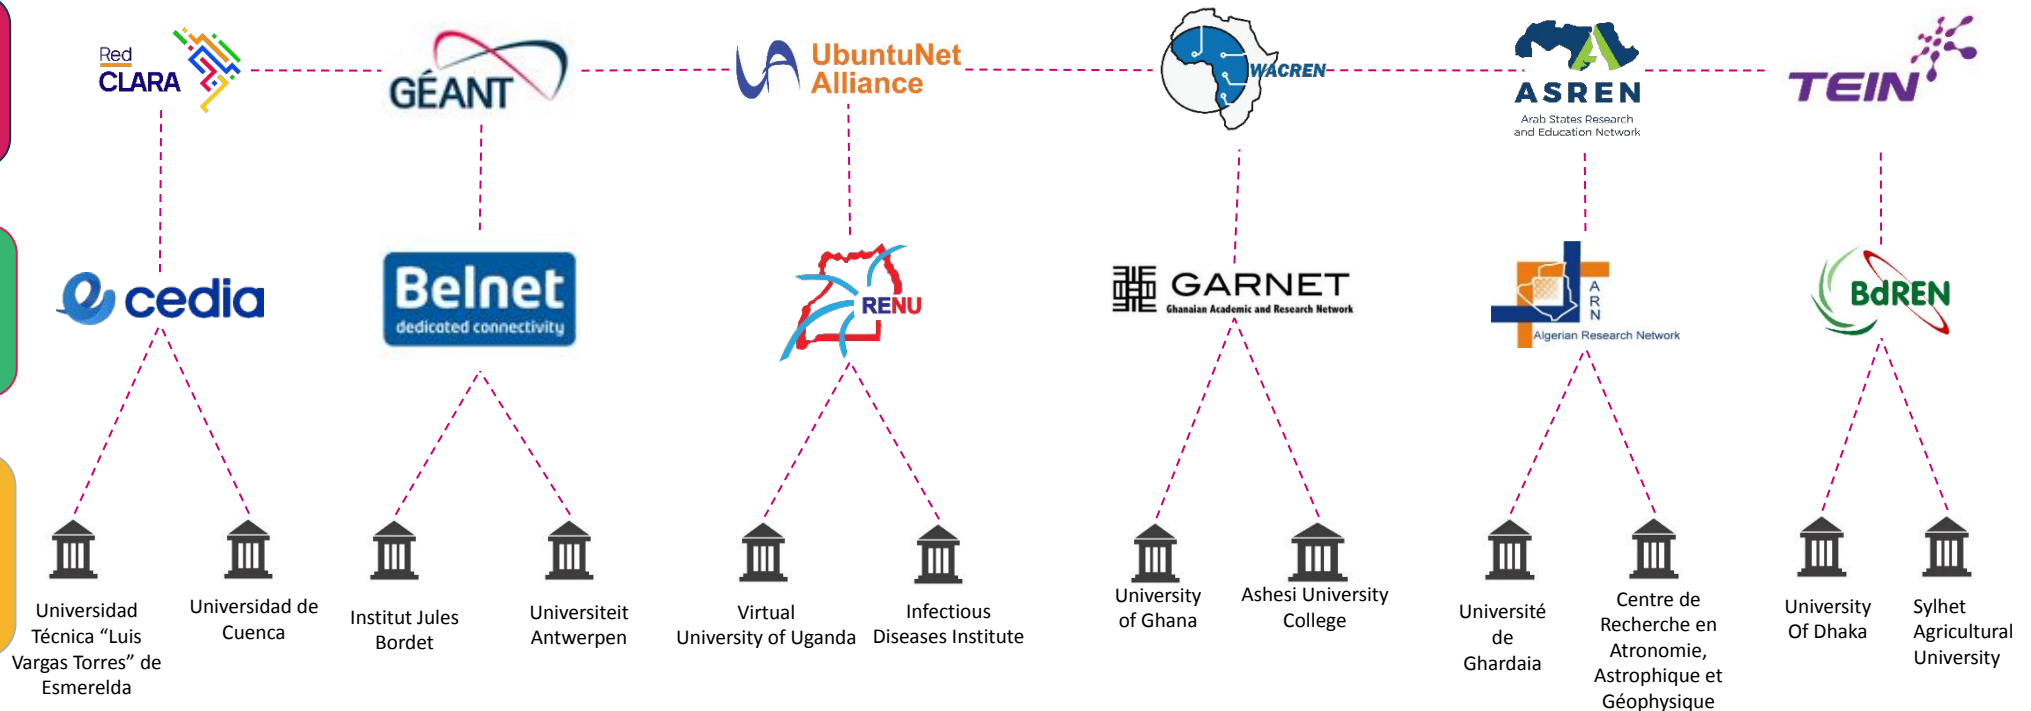 Red
CLARA
GÉANT
UbuntuNet
Alliance
WACREN
ASREN
Arab States Research
and Education Network
TEIN
cedia
Belnet
dedicated connectivity
RENU
GARNET
Ghanaian Academic and Research Network
A
R
N
Algerian Research Network
BdREN
Universidad
Técnica “Luis
Vargas Torres” de
Esmerelda
Universidad de
Cuenca
Institut Jules
Bordet
Universiteit
Antwerpen
Virtual
University of Uganda
Infectious
Diseases Institute
University
of Ghana
Ashesi University
College
Université
de
Ghardaia
Centre de
Recherche en
Atronomie,
Astrophique et
Géophysique
University
Of Dhaka
Sylhet
Agricultural
University